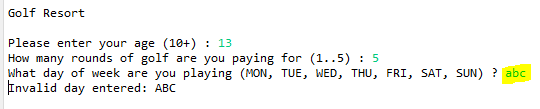 Golf Resort
Please enter your age (10+) : 13
How many rounds of golf are you paying for (1..5) : 5
What day of week are you playing (MON, TUE, WED, THU, FRI, SAT, SUN) ? abc
Invalid day entered: ABC